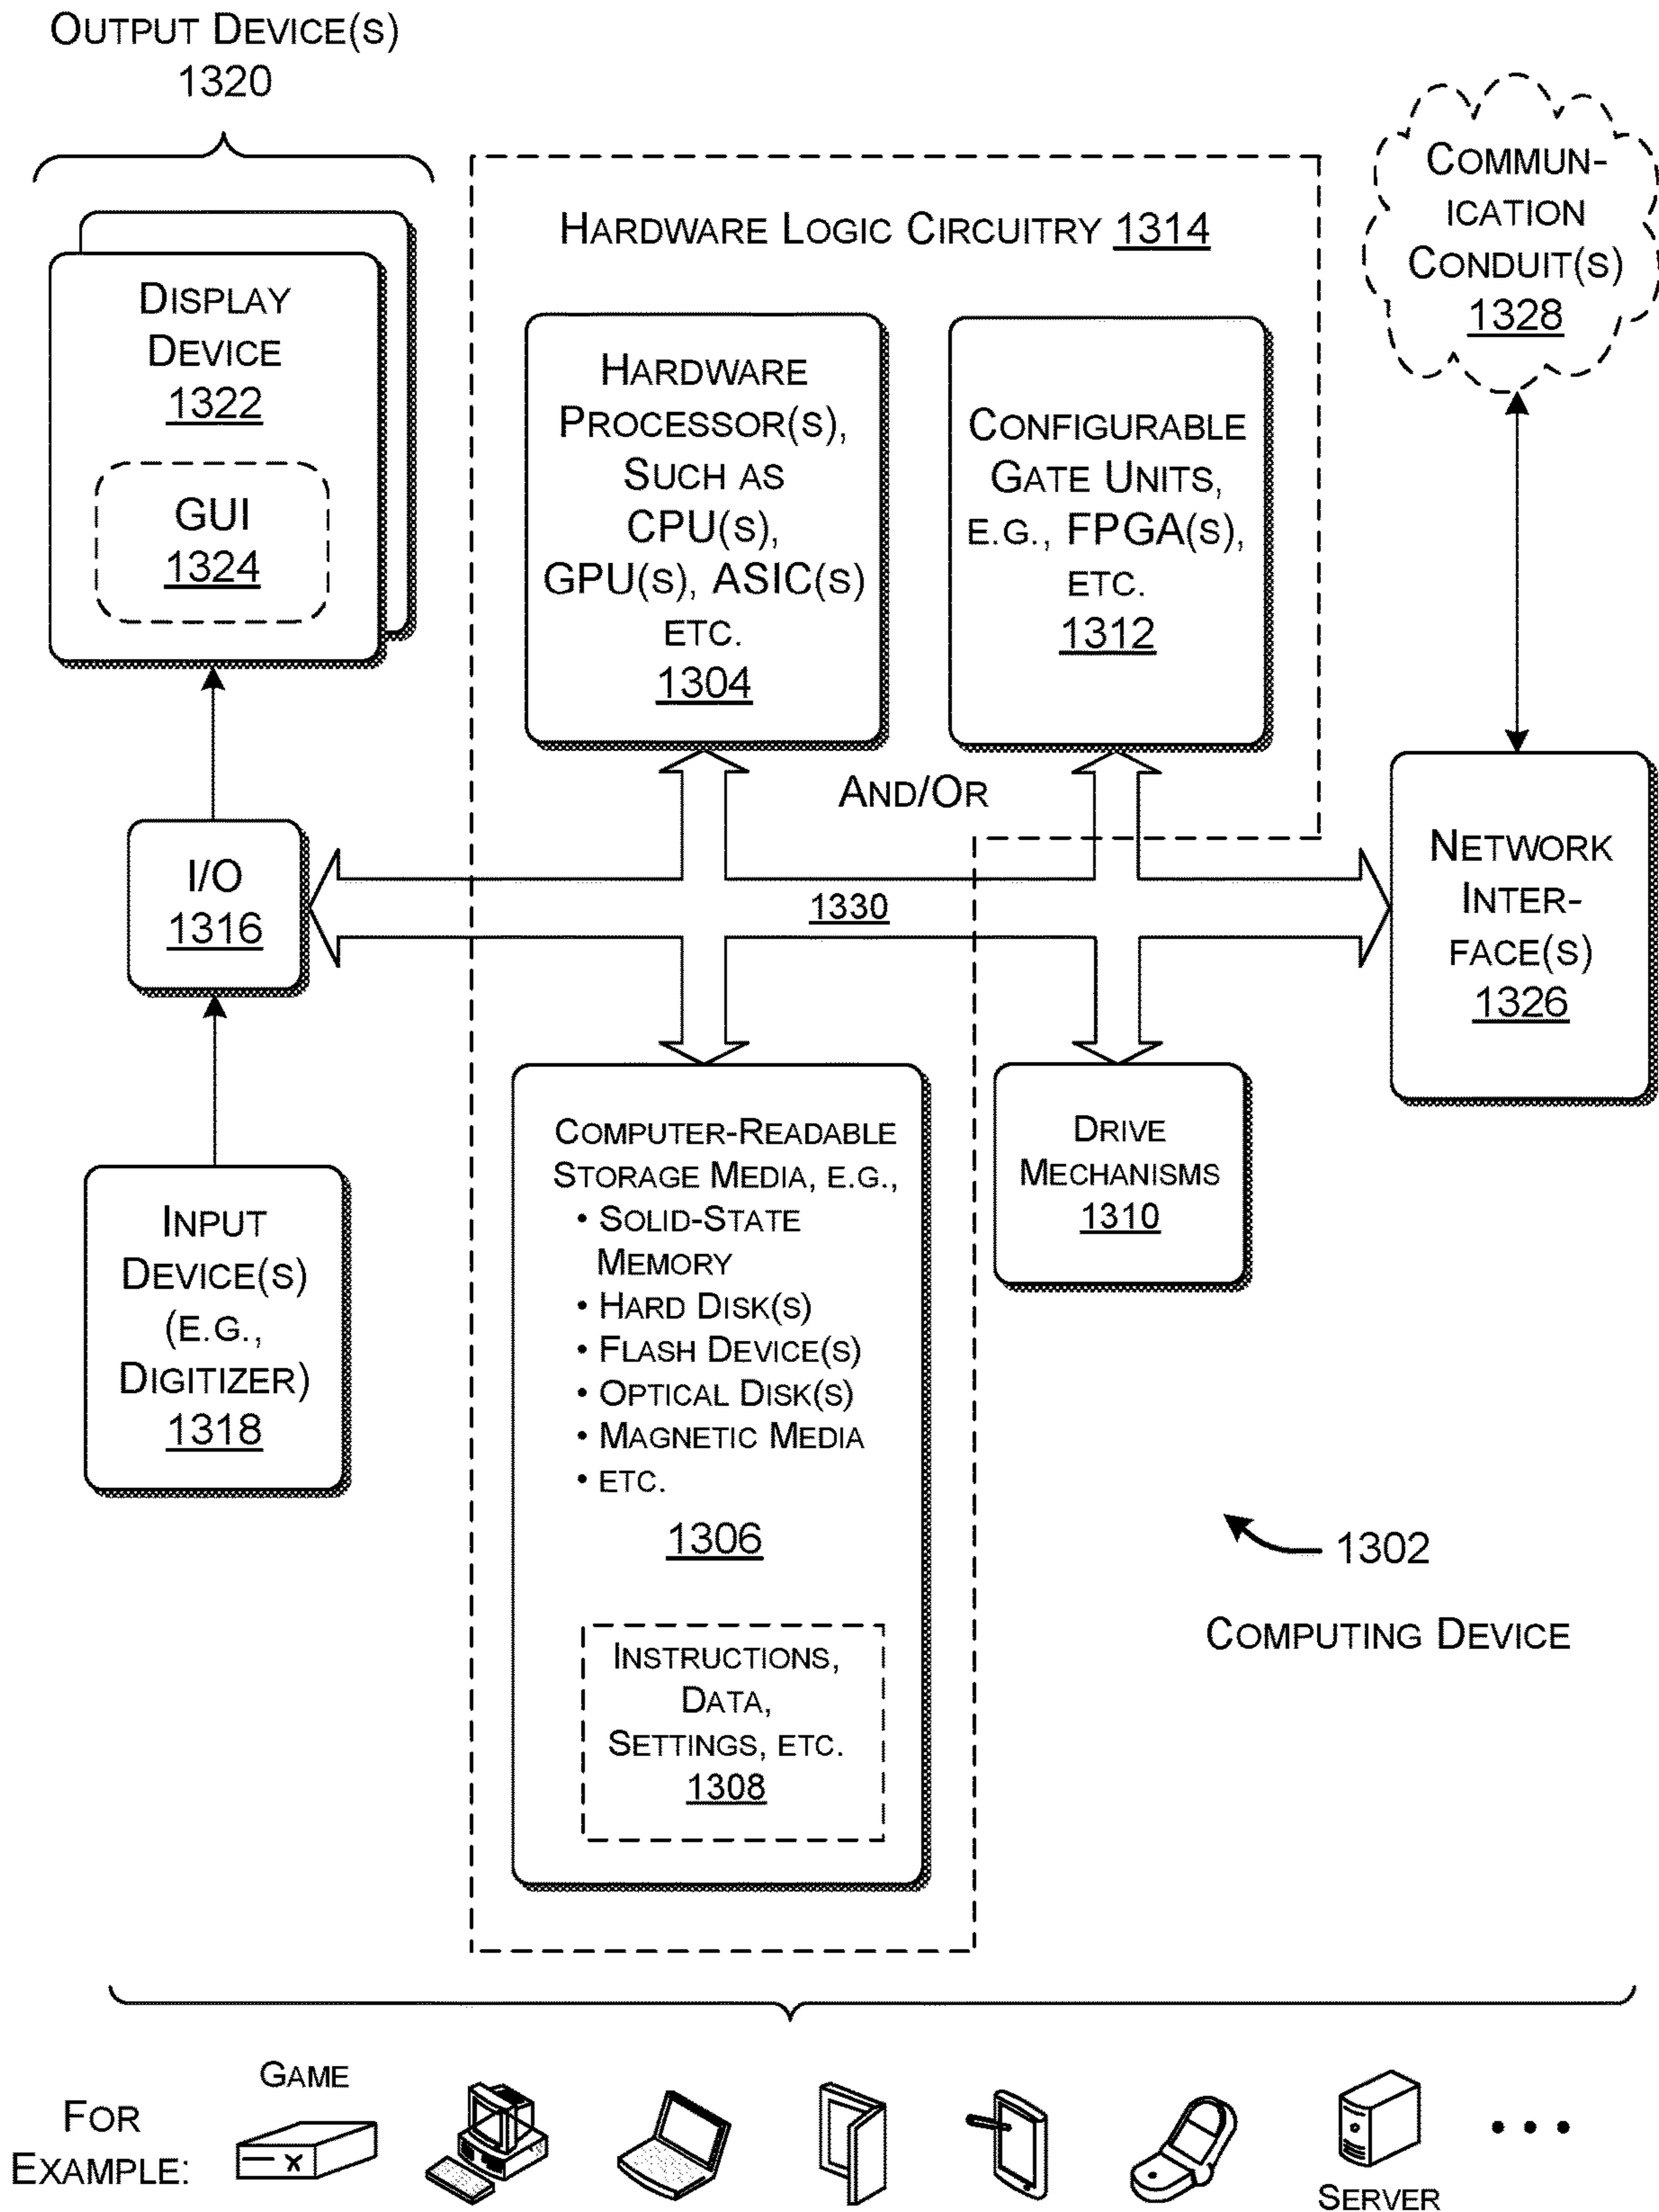 OUTPUT DEVICE(S)
1320
DISPLAY
DEVICE
1322
GUI
1324
HARDWARE LOGIC CIRCUITRY 1314
HARDWARE
PROCESSOR(S),
SUCH AS
CPU(S),
GPU(S), ASIC(S)
ETC.
1304
CONFIGURABLE
GATE UNITS,
E.G., FPGA(S),
ETC.
1312
COMMUN-
ICATION
CONDUIT(S)
1328
AND/OR
I/O
1316
1330
NETWORK
INTER-
FACE(S)
1326
INPUT
DEVICE(S)
(E.G.,
DIGITIZER)
1318
COMPUTER-READABLE
STORAGE MEDIA, E.G.,
• SOLID-STATE
MEMORY
• HARD DISK(S)
• FLASH DEVICE(S)
• OPTICAL DISK(S)
• MAGNETIC MEDIA
• ETC.
1306
INSTRUCTIONS,
DATA,
SETTINGS, ETC.
1308
DRIVE
MECHANISMS
1310
1302
COMPUTING DEVICE
FOR
EXAMPLE:
GAME
X
SERVER
• • •